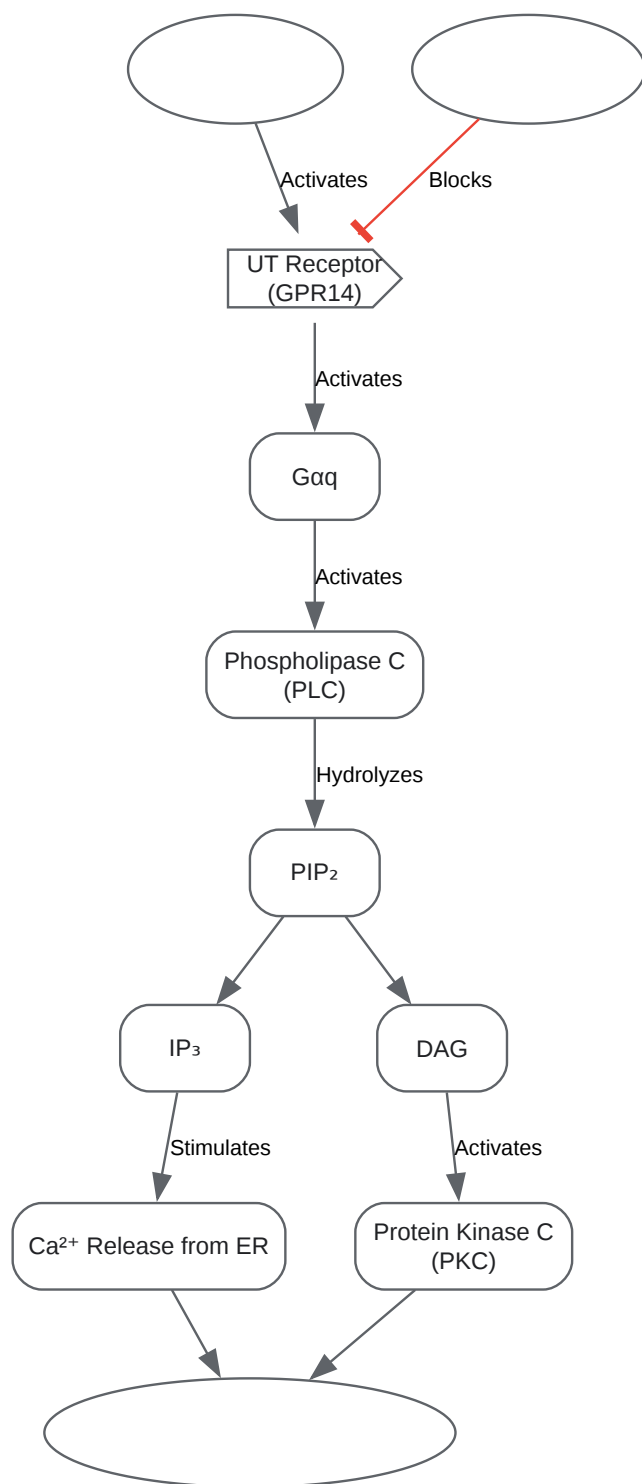 Activates
Blocks
UT Receptor
(GPR14)
Activates
Gαq
Activates
Phospholipase C
(PLC)
Hydrolyzes
PIP₂
IP₃
DAG
Stimulates
Activates
Ca²⁺ Release from ER
Protein Kinase C
(PKC)